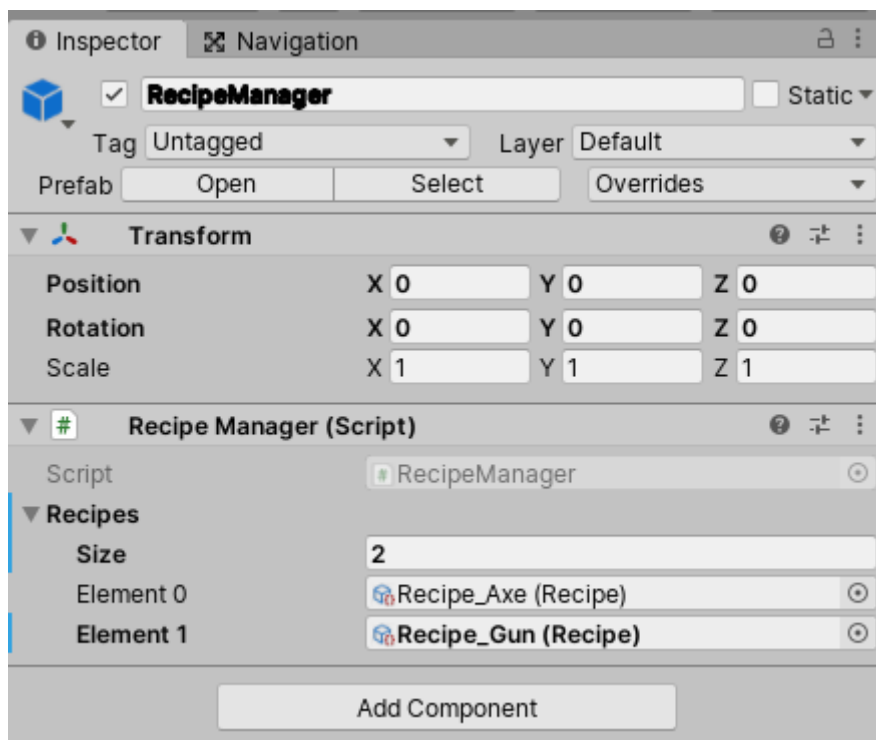 Inspector Navigation
RecipeManager Static
Tag Untagged Layer Default
Prefab Open Select Overrides
Transform
Position X 0 Y 0 Z 0
Rotation X 0 Y 0 Z 0
Scale X 1 Y 1 Z 1
# Recipe Manager (Script)
Script # RecipeManager
Recipes
Size 2
Element 0 Recipe_Axe (Recipe)
Element 1 Recipe_Gun (Recipe)
Add Component